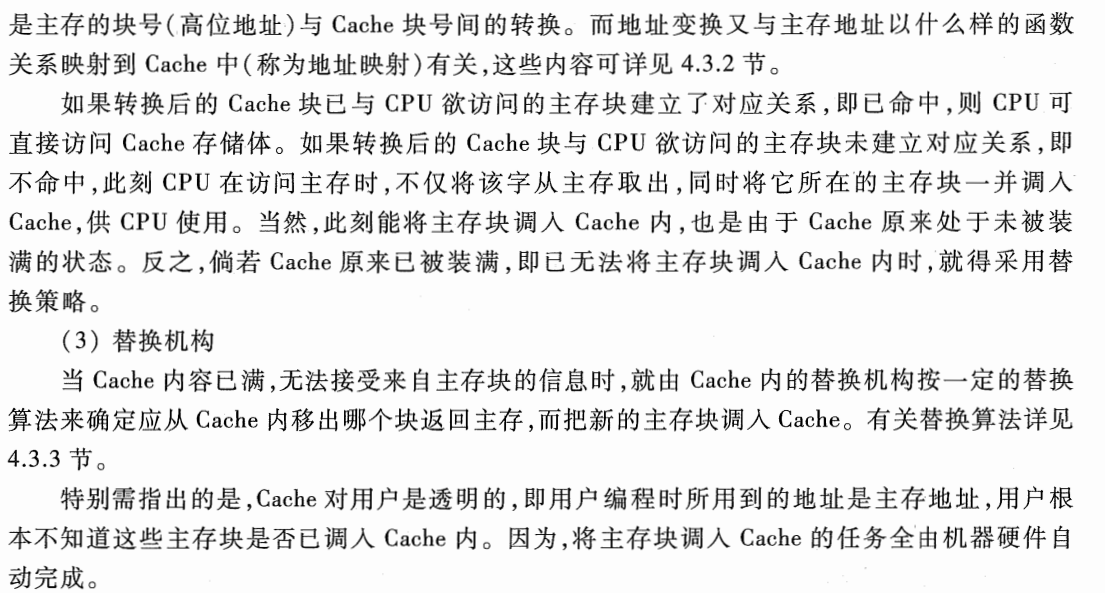 是主存的块号(高位地址)与 Cache 块号间的转换。而地址变换又与主存地址以什么样的函数
关系映射到 Cache 中(称为地址映射)有关,这些内容可详见 4.3.2 节。
如果转换后的 Cache 块已与 CPU 欲访问的主存块建立了对应关系,即已命中,则 CPU 可
直接访问 Cache 存储体。如果转换后的 Cache 块与 CPU 欲访问的主存块未建立对应关系,即
不命中,此刻 CPU 在访问主存时,不仅将该字从主存取出,同时将它所在的主存块一并调入
Cache,供 CPU 使用。当然,此刻能将主存块调入 Cache 内,也是由于 Cache 原来处于未被装
满的状态。反之,倘若 Cache 原来已被装满,即已无法将主存块调入 Cache 内时,就得采用替
换策略。
(3) 替换机构
当 Cache 内容已满,无法接受来自主存块的信息时,就由 Cache 内的替换机构按一定的替换
算法来确定应从 Cache 内移出哪个块返回主存,而把新的主存块调入 Cache。有关替换算法详见
4.3.3 节。
特别需指出的是,Cache 对用户是透明的,即用户编程时所用到的地址是主存地址,用户根
本不知道这些主存块是否已调入 Cache 内。因为,将主存块调入 Cache 的任务全由机器硬件自
动完成。